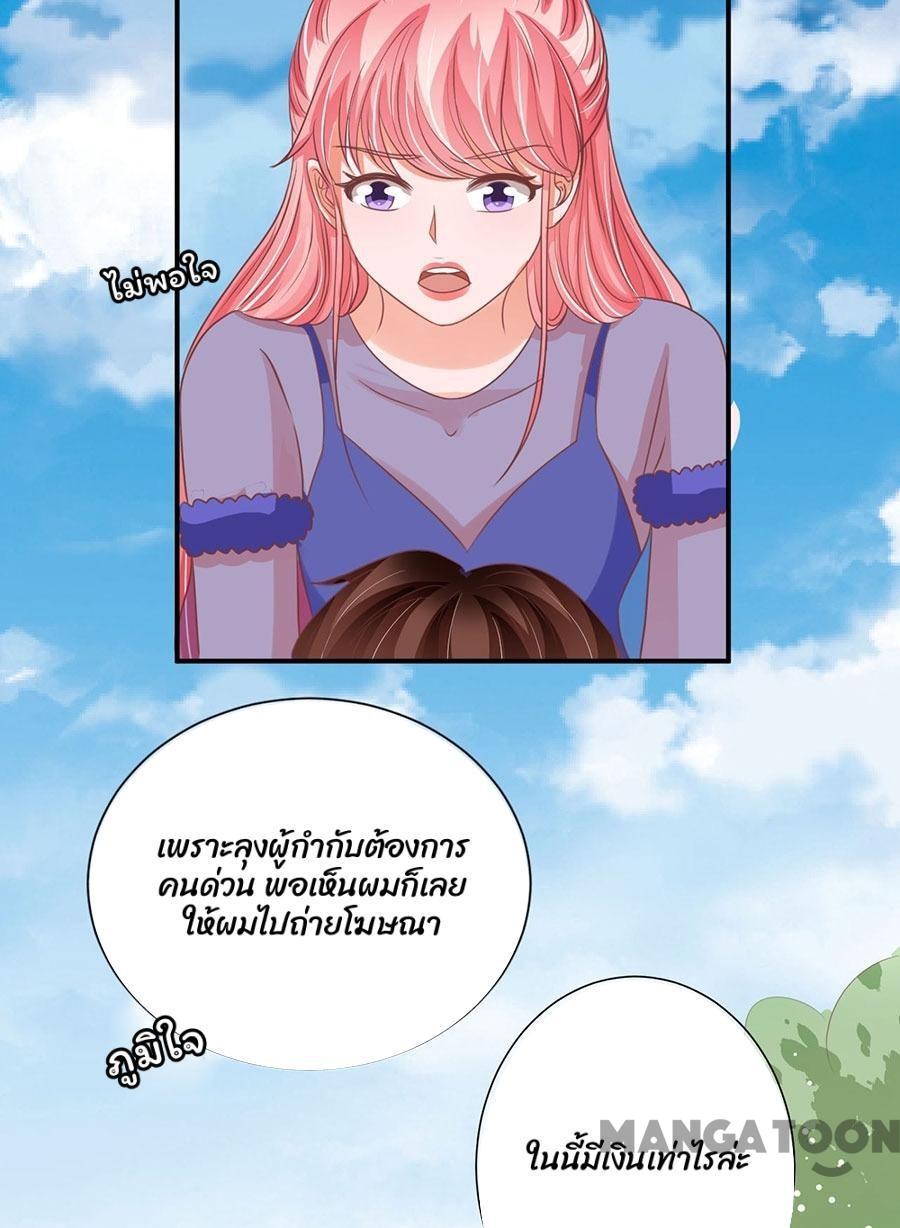 ไม่พอใจ
เพราะลุงผู้กำกับต้องการ
คนด่วน พอเห็นผมก็เลย
ให้ผมไปถ่ายโฆษณา
ภูมิใจ
MANGATOON
ในนี้มีเงินเท่าไรล่ะ